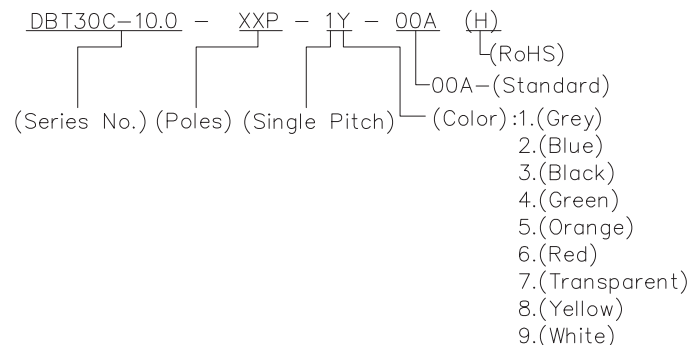 DBT30C-10.0 - XXP - 1Y - 00A (H)
(RoHS)
00A-(Standard)
(Series No.) (Poles) (Single Pitch) (Color):1.(Grey)
2.(Blue)
3.(Black)
4.(Green)
5.(Orange)
6.(Red)
7.(Transparent)
8.(Yellow)
9.(White)